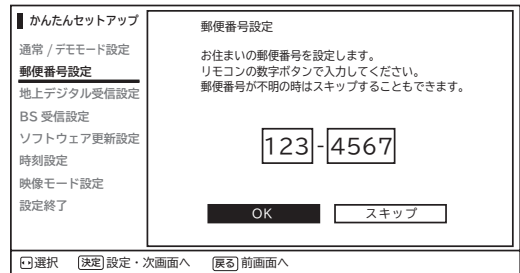 かんたんセットアップ
通常 / デモモード設定
郵便番号設定
地上デジタル受信設定
BS 受信設定
ソフトウェア更新設定
時刻設定
映像モード設定
設定終了
郵便番号設定
お住まいの郵便番号を設定します。
リモコンの数字ボタンで入力してください。
郵便番号が不明の時はスキップすることもできます。
123 - 4567
OK スキップ
選択 決定 設定・次画面へ 戻る 前画面へ